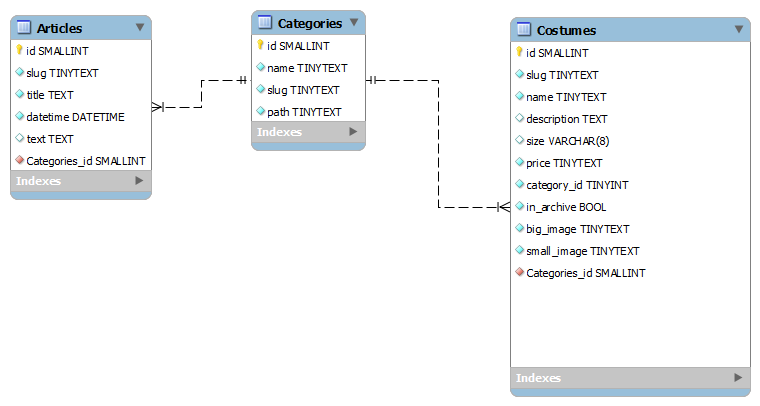 Articles
id SMALLINT
slug TINYTEXT
title TEXT
datetime DATETIME
text TEXT
Categories_id SMALLINT
Indexes
Categories
id SMALLINT
name TINYTEXT
slug TINYTEXT
path TINYTEXT
Indexes
Costumes
id SMALLINT
slug TINYTEXT
name TINYTEXT
description TEXT
size VARCHAR(8)
price TINYTEXT
category_id TINYINT
in_archive BOOL
big_image TINYTEXT
small_image TINYTEXT
Categories_id SMALLINT
Indexes